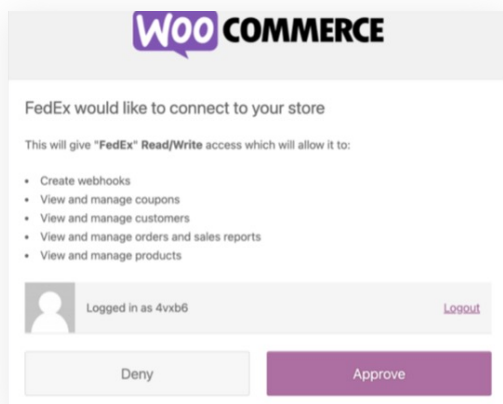 WOO COMMERCE
FedEx would like to connect to your store
This will give "FedEx" Read/Write access which will allow it to:
• Create webhooks
• View and manage coupons
• View and manage customers
• View and manage orders and sales reports
• View and manage products
Logged in as 4vxb6
Logout
Deny
Approve